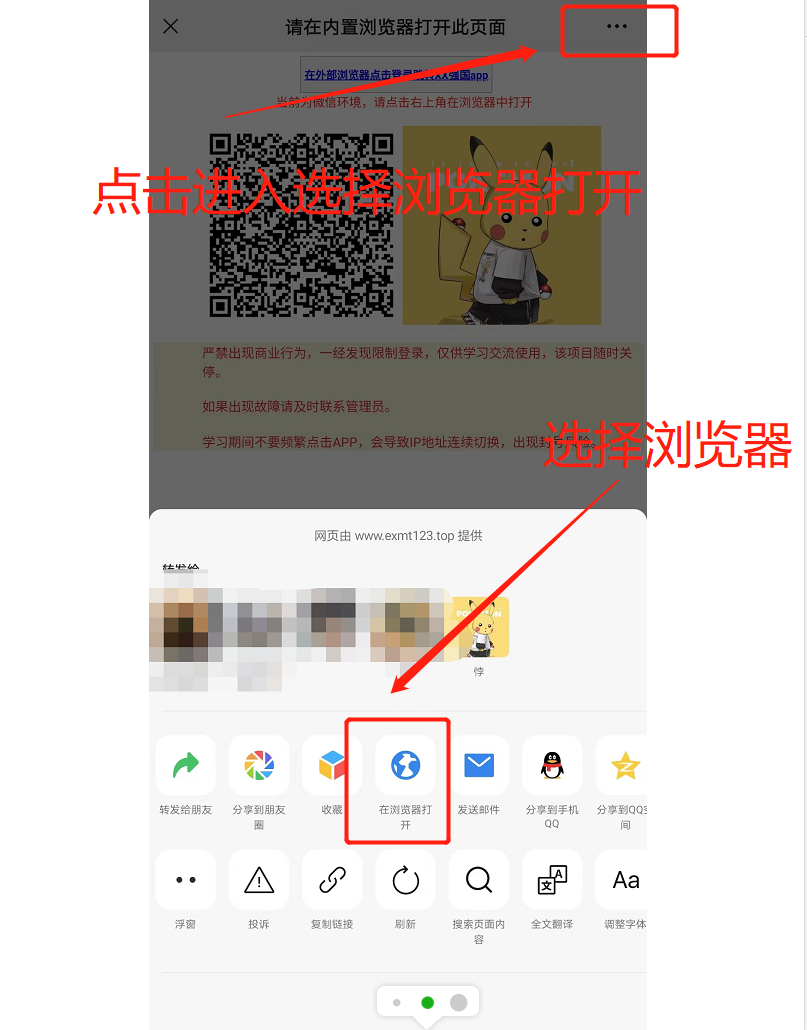 请在内置浏览器打开此页面
在外部浏览器点击登录跳转XX强国app
当前为微信环境，请点击右上角在浏览器中打开
点击进入选择浏览器打开
严禁出现商业行为，一经发现限制登录，仅供学习交流使用，该项目随时关
停。
如果出现故障请及时联系管理员。
学习期间不要频繁点击APP，会导致IP地址连续切换，出现封号风险。
选择浏览器
网页由 www.exmt123.top 提供
转发给
悖
转发给朋友
分享到朋友
圈
收藏
在浏览器打
开
发送邮件
分享到手机
QQ
分享到QQ空
间
浮窗
投诉
复制链接
刷新
搜索页面内
容
文 A
全文翻译
Aa
调整字体